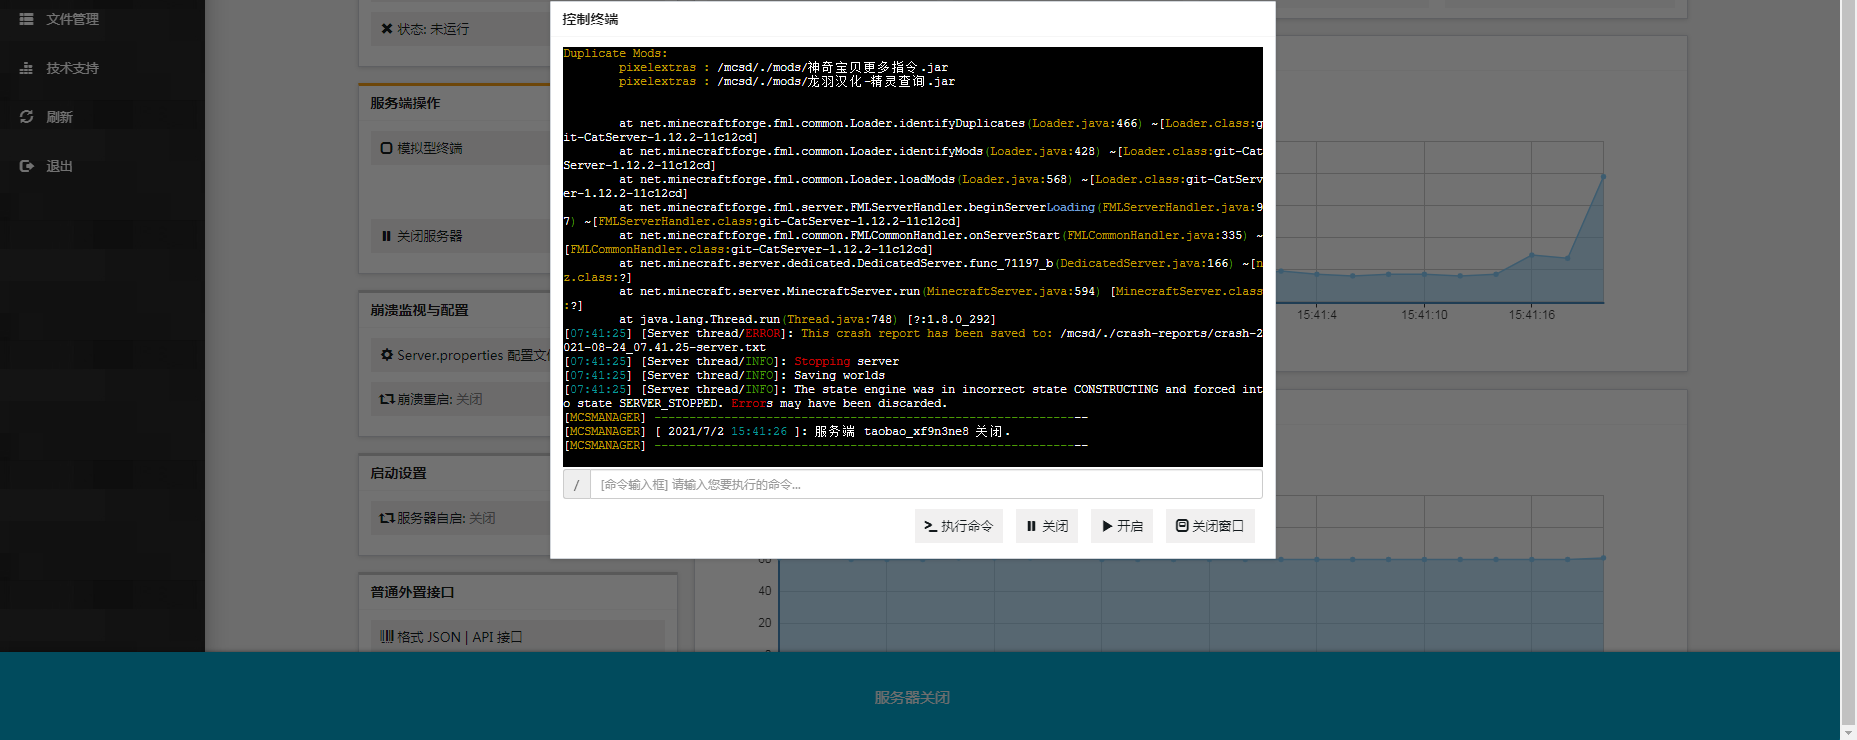 文件管理
技术支持
刷新
退出
状态: 未运行
服务端操作
模拟型终端
关闭服务器
崩溃监视与配置
Server.properties 配置文
崩溃重启: 关闭
启动设置
服务器自启: 关闭
普通外置接口
格式 JSON | API 接口
控制终端
Duplicate Mods:
pixelextras : /mcsd/./mods/神奇宝贝更多指令.jar
pixelextras : /mcsd/./mods/龙羽汉化-精灵查询.jar
at net.minecraftforge.fml.common.Loader.identifyDuplicates(Loader.java:466) ~[Loader.class:g
it-CatServer-1.12.2-11c12cd]
at net.minecraftforge.fml.common.Loader.identifyMods(Loader.java:428) ~[Loader.class:git-Cat
Server-1.12.2-11c12cd]
at net.minecraftforge.fml.common.Loader.loadMods(Loader.java:568) ~[Loader.class:git-CatServ
er-1.12.2-11c12cd]
at net.minecraftforge.fml.server.FMLServerHandler.beginServerLoading(FMLServerHandler.java:9
7) ~[FMLServerHandler.class:git-CatServer-1.12.2-11c12cd]
at net.minecraftforge.fml.common.FMLCommonHandler.onServerStart(FMLCommonHandler.java:335) ~
[FMLCommonHandler.class:git-CatServer-1.12.2-11c12cd]
at net.minecraft.server.dedicated.DedicatedServer.func_71197_b(DedicatedServer.java:166) ~[n
z.class:?]
at net.minecraft.server.MinecraftServer.run(MinecraftServer.java:594) [MinecraftServer.class
:?]
at java.lang.Thread.run(Thread.java:748) [?:1.8.0_292]
[07:41:25] [Server thread/ERROR]: This crash report has been saved to: /mcsd/./crash-reports/crash-2
021-08-24_07.41.25-server.txt
[07:41:25] [Server thread/INFO]: Stopping server
[07:41:25] [Server thread/INFO]: Saving worlds
[07:41:25] [Server thread/INFO]: The state engine was in incorrect state CONSTRUCTING and forced int
o state SERVER_STOPPED. Errors may have been discarded.
[MCSMANAGER] --------------------------------------------------------------
[MCSMANAGER] [ 2021/7/2 15:41:26 ]: 服务端 taobao_xf9n3ne8 关闭.
[MCSMANAGER] --------------------------------------------------------------
/ [命令输入框] 请输入您要执行的命令...
执行命令 关闭 开启 关闭窗口
15:41:4 15:41:10 15:41:16
40
20
服务器关闭